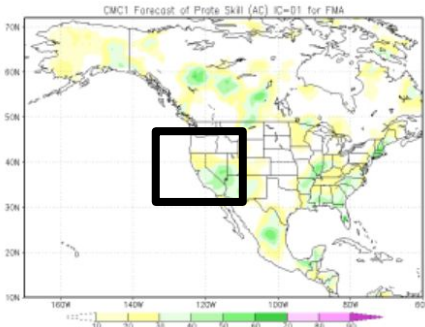 CMC1 Forecast of Prate Skill (AC) IC=01 for FMA
70N
60N
50N
40N
30N
20N
10N
160W 140W 120W 100W 80W 60